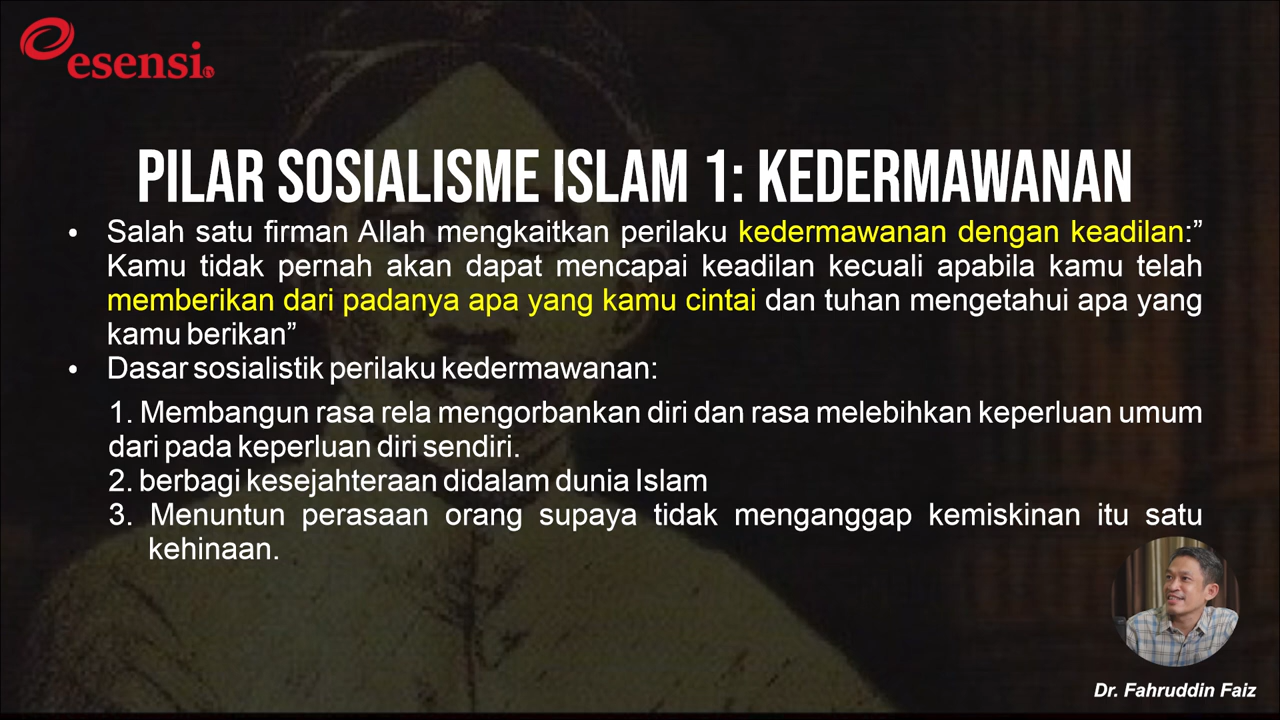 esensi
PILAR SOSIALISME ISLAM 1: KEDERMAWANAN
• Salah satu firman Allah mengkaitkan perilaku kedermawanan dengan keadilan:”
Kamu tidak pernah akan dapat mencapai keadilan kecuali apabila kamu telah
memberikan dari padanya apa yang kamu cintai dan tuhan mengetahui apa yang
kamu berikan”
• Dasar sosialistik perilaku kedermawanan:
1. Membangun rasa rela mengorbankan diri dan rasa melebihkan keperluan umum
dari pada keperluan diri sendiri.
2. berbagi kesejahteraan didalam dunia Islam
3. Menuntun perasaan orang supaya tidak menganggap kemiskinan itu satu
kehinaan.
Dr. Fahruddin Faiz